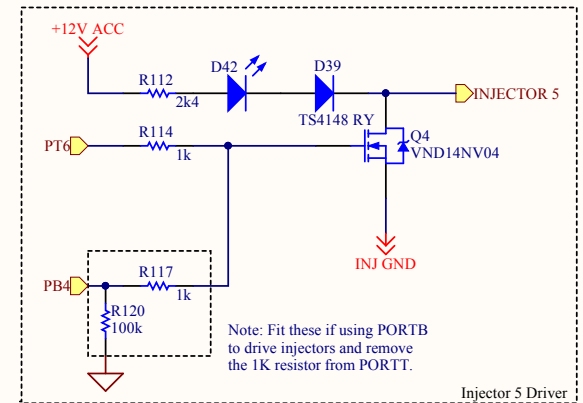 +12V ACC
D42
D39
R112
2k4
INJECTOR 5
TS4148 RY
R114
Q4
PT6
1k
VND14NV04
INJ GND
R117
PB4
1k
R120
100k
Note: Fit these if using PORTB
to drive injectors and remove
the 1K resistor from PORTT.
Injector 5 Driver